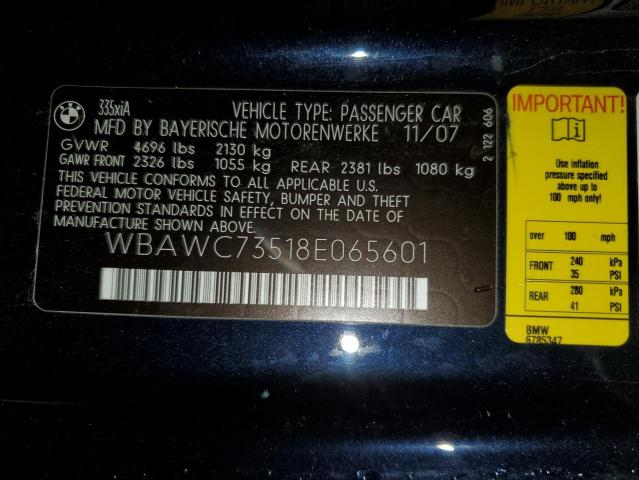 IMPORTANT
BMW
335xiA
VEHICLE TYPE: PASSENGER CAR
MFD BY BAYERISCHE MOTORENWERKE 11/07
GVWR 4696 lbs 2130 kg
GAWR FRONT 2326 lbs 1055 kg REAR 2381 lbs 1080 kg
THIS VEHICLE CONFORMS TO ALL APPLICABLE U.S.
FEDERAL MOTOR VEHICLE SAFETY, BUMPER AND THEFT
PREVENTION STANDARDS IN EFFECT ON THE DATE OF
MANUFACTURE SHOWN ABOVE.
WBAWC73518E065601
2 122 606
IMPORTANT!
i
Use inflation
pressure specified
above up to
100 mph only!
over 100 mph
FRONT 240 kPa
35 PSI
REAR 280 kPa
41 PSI
BMW
6785347